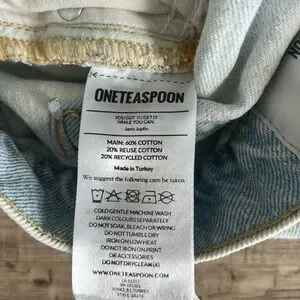 ONETEASPOON
YOU GOT TO GET IT
WHILE YOU CAN.
- Janis Joplin
MAIN: 60% COTTON
20% REUSE COTTON
20% RECYCLED COTTON
Made in Turkey
We suggest the following care be taken
COLD GENTLE MACHINE WASH
DARK COLOURS SEPARATELY
DO NOT SOAK, BLEACH OR WRING
DO NOT TUMBLE DRY
IRON ON LOW HEAT
DO NOT IRON ON PRINT
OR ACCESSORIES
DO NOT DRYCLEAN
WWW.ONETEASPOON.COM